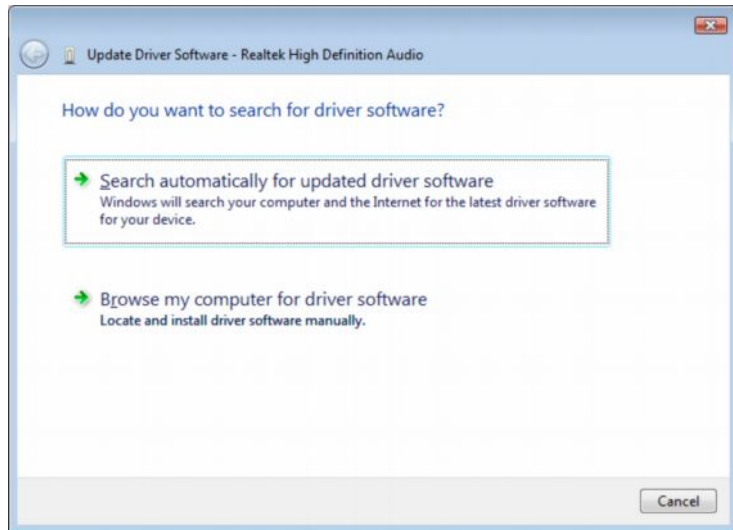 Update Driver Software - Realtek High Definition Audio
How do you want to search for driver software?
Search automatically for updated driver software
Windows will search your computer and the Internet for the latest driver software
for your device.
Browse my computer for driver software
Locate and install driver software manually.
Cancel